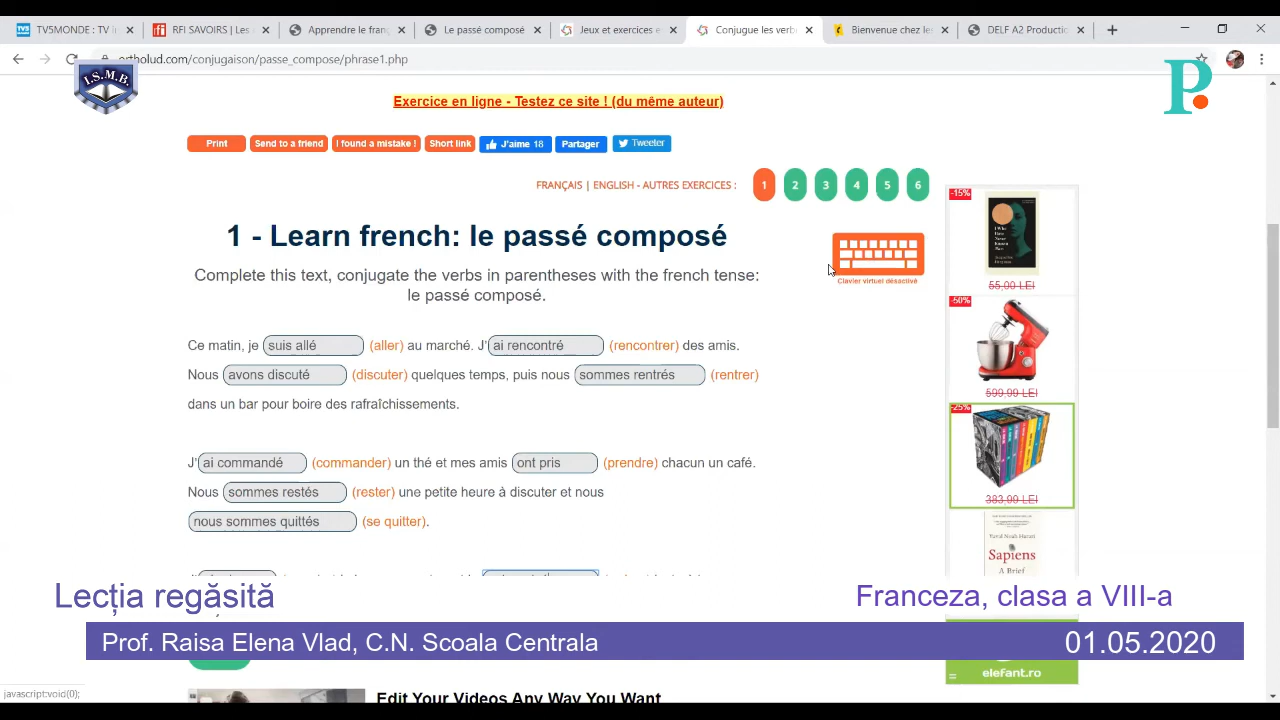 TV5MONDE : TV i
RFI SAVOIRS | Les
Apprendre le fran
Le passé composé
Jeux et exercices e
Conjugue les verb
Bienvenue chez les
DELF A2 Productio
ortholud.com/conjugaison/passe_compose/phrase1.php
I.S.M.B.
P
Exercice en ligne - Testez ce site ! (du même auteur)
Print
Send to a friend
I found a mistake !
Short link
J'aime 18
Partager
Tweeter
FRANÇAIS | ENGLISH - AUTRES EXERCICES :
1 2 3 4 5 6
1 - Learn french: le passé composé
Complete this text, conjugate the verbs in parentheses with the french tense:
le passé composé.
Clavier virtuel désactivé
Ce matin, je suis allé (aller) au marché. J' ai rencontré (rencontrer) des amis.
Nous avons discuté (discuter) quelques temps, puis nous sommes rentrés (rentrer)
dans un bar pour boire des rafraîchissements.
J' ai commandé (commander) un thé et mes amis ont pris (prendre) chacun un café.
Nous sommes restés (rester) une petite heure à discuter et nous
nous sommes quittés (se quitter).
-15%
55,00 LEI
-50%
599,99 LEI
-25%
383,99 LEI
Sapiens
A Brief
elefant.ro
Lecția regăsită
Franceza, clasa a VIII-a
Prof. Raisa Elena Vlad, C.N. Scoala Centrala
01.05.2020
javascript:void(0);
Edit Your Videos Any Way You Want